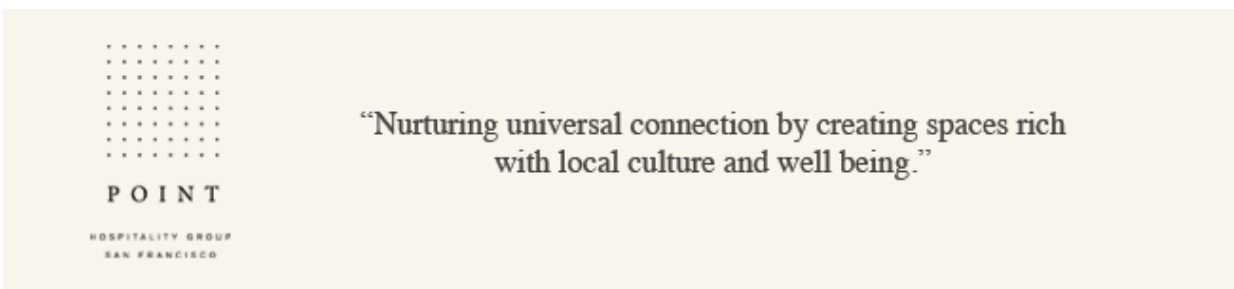 POINT
HOSPITALITY GROUP
SAN FRANCISCO
“Nurturing universal connection by creating spaces rich
with local culture and well being.”